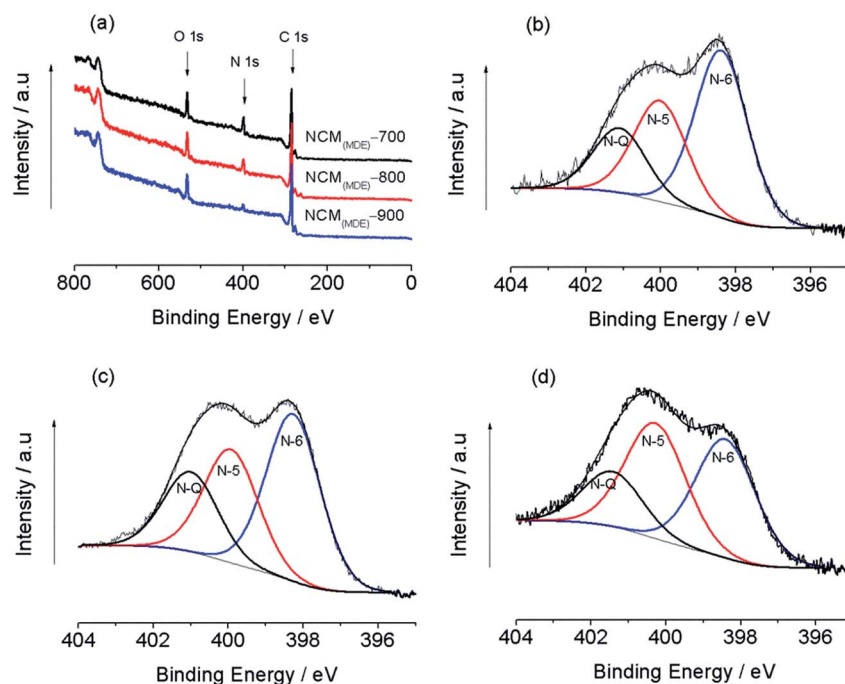 (a)
O 1s
N 1s
C 1s
NCM(MDE)−700
NCM(MDE)−800
NCM(MDE)−900
Intensity / a.u
800 600 400 200 0
Binding Energy / eV
(b)
N-Q
N-5
N-6
Intensity / a.u
404 402 400 398 396
Binding Energy / eV
(c)
N-Q
N-5
N-6
Intensity / a.u
404 402 400 398 396
Binding Energy / eV
(d)
N-Q
N-5
N-6
Intensity / a.u
404 402 400 398 396
Binding Energy / eV